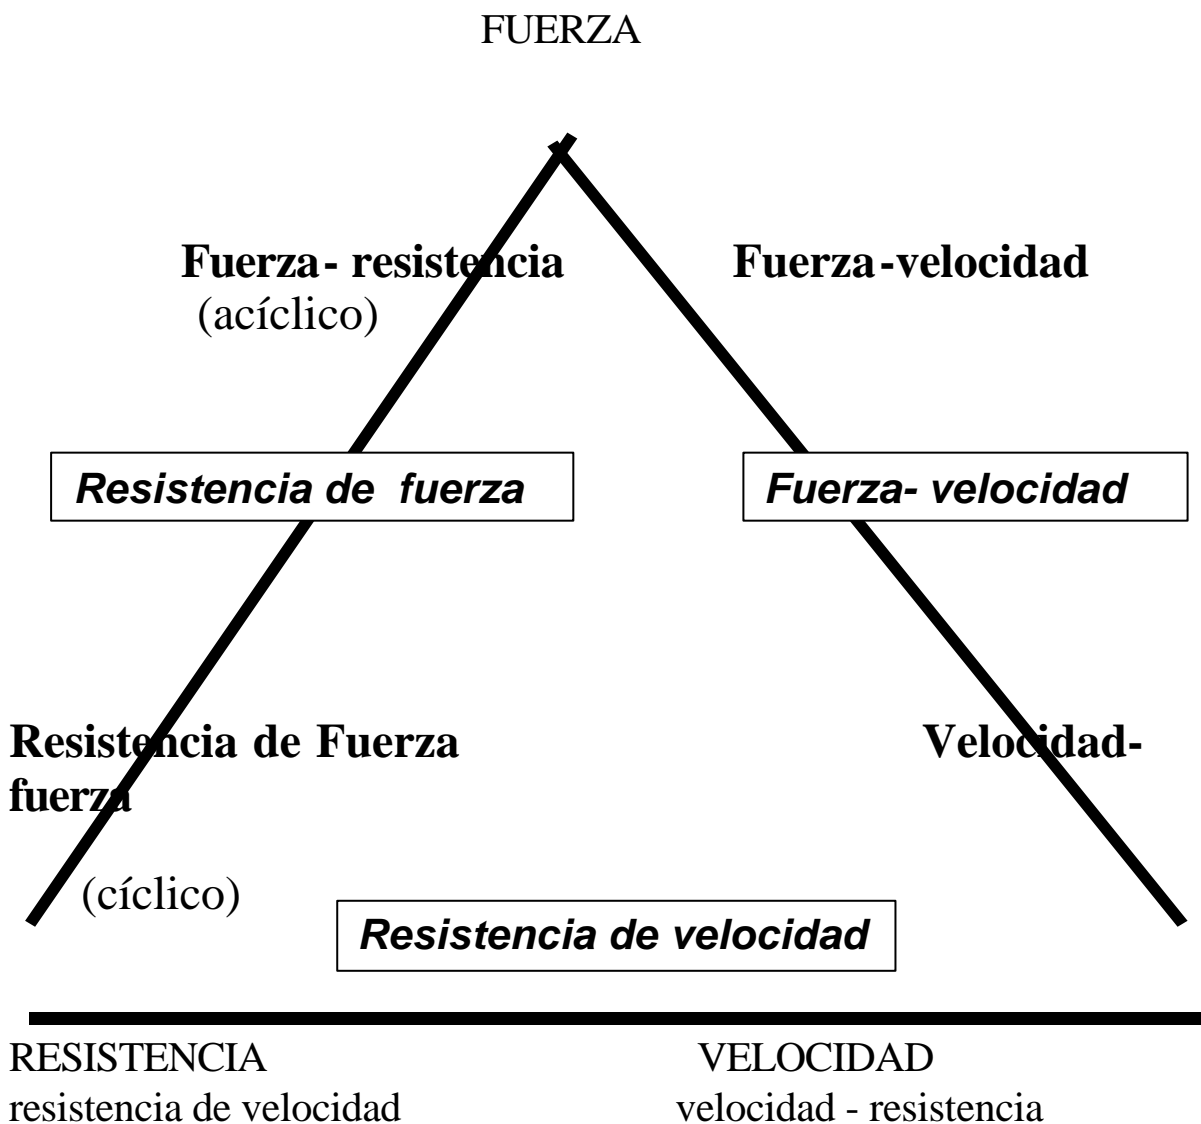 FUERZA
Fuerza- resistencia Fuerza-velocidad
(acíclico)
Resistencia de fuerza Fuerza- velocidad
Resistencia de Fuerza Velocidad-
fuerza
(cíclico)
Resistencia de velocidad
RESISTENCIA VELOCIDAD
resistencia de velocidad velocidad - resistencia